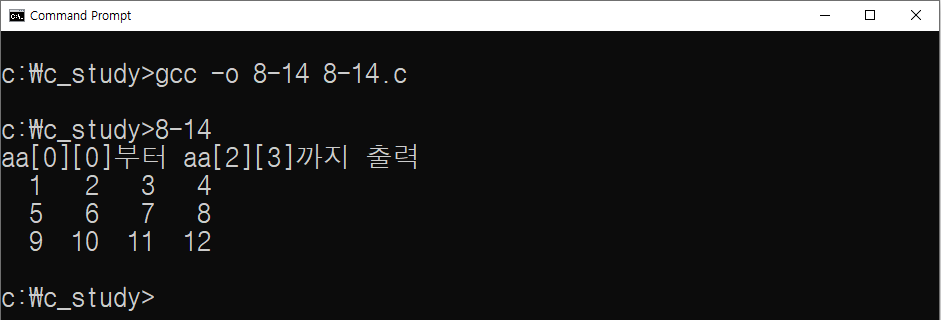 Command Prompt
c:₩c_study>gcc -o 8-14 8-14.c
c:₩c_study>8-14
aa[0][0]부터 aa[2][3]까지 출력
  1   2   3   4
  5   6   7   8
  9  10  11  12
c:₩c_study>